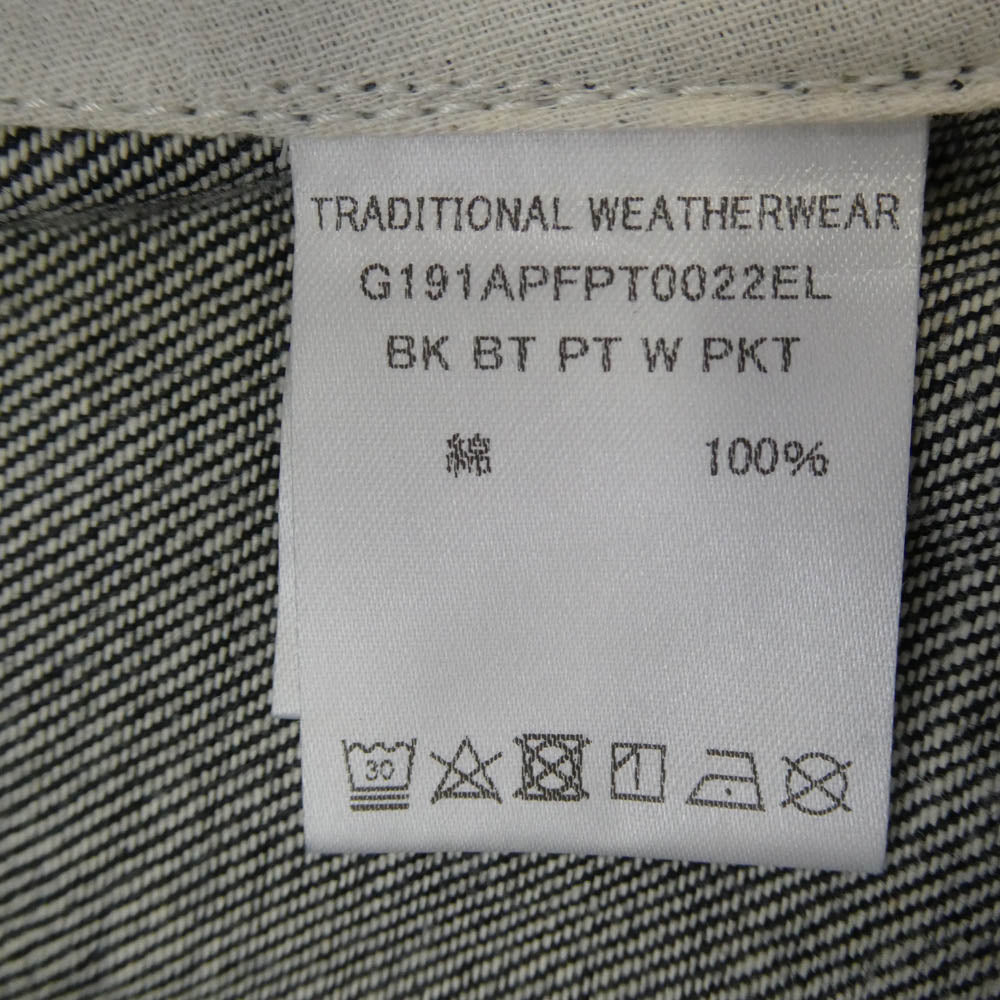 TRADITIONAL WEATHERWEAR
G191APFPT0022EL
BK BT PT W PKT
綿 100%
30